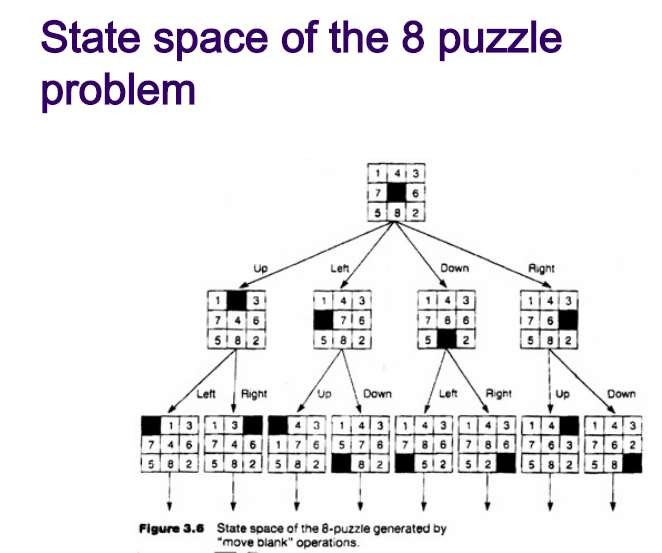 State space of the 8 puzzle
problem
1 4 3
7 6
5 8 2
Up Left Down Right
1 3 1 4 3 1 4 3 1 4 3
7 4 6 7 6 7 8 6 7 6
5 8 2 5 8 2 5 2 5 8 2
Left Right Up Down Left Right Up Down
1 3 1 3 4 3 1 4 3 1 4 3 1 4 3 1 4 1 4 3
7 4 6 7 4 6 1 7 6 5 7 6 7 8 6 7 8 6 7 6 3 7 6 2
5 8 2 5 8 2 5 8 2 8 2 5 2 5 2 5 8 2 5 8
Figure 3.6 State space of the 8-puzzle generated by
"move blank" operations.